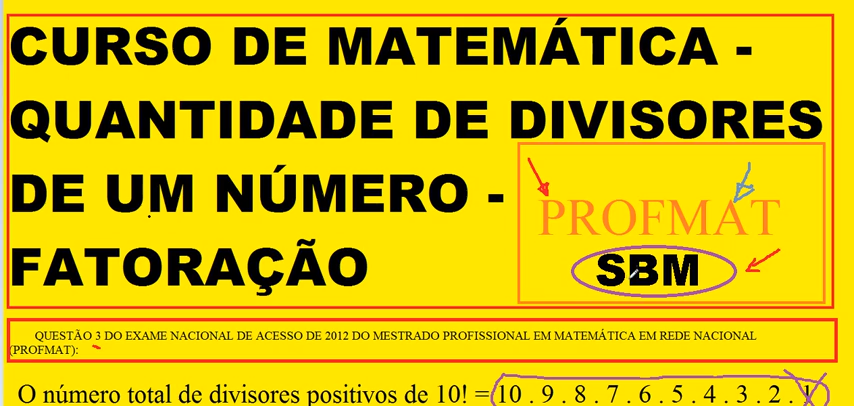 CURSO DE MATEMÁTICA -
QUANTIDADE DE DIVISORES
DE UM NÚMERO -
FATORAÇÃO
PROFMAT
SBM
QUESTÃO 3 DO EXAME NACIONAL DE ACESSO DE 2012 DO MESTRADO PROFISSIONAL EM MATEMÁTICA EM REDE NACIONAL
(PROFMAT):
O número total de divisores positivos de 10! = 10 . 9 . 8 . 7 . 6 . 5 . 4 . 3 . 2 . 1